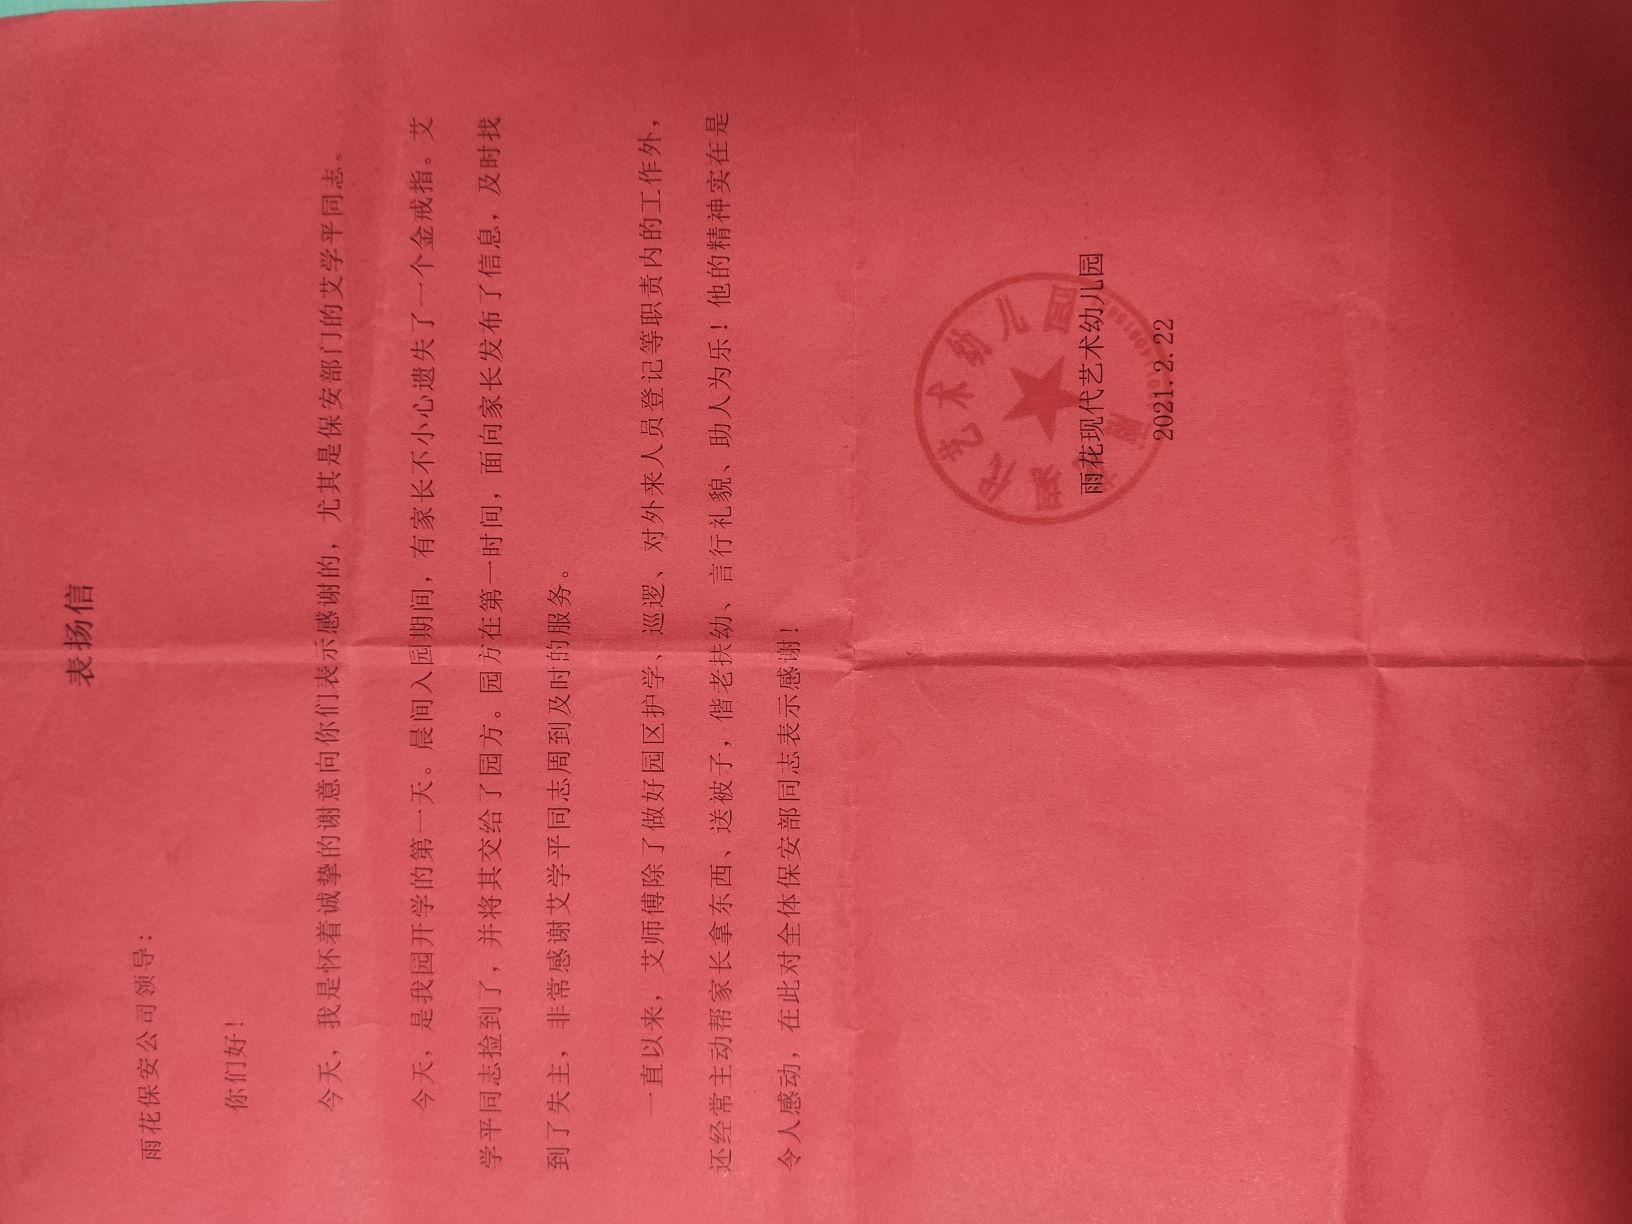 表扬信
雨花保安公司领导：
你们好！
今天，我是怀着诚挚的谢意向你们表示感谢的，尤其是保安部门的艾学平同志。
今天，是我园开学的第一天。晨间入园期间，有家长不小心遗失了一个金戒指。艾
学平同志捡到了，并将其交给了园方。园方在第一时间，面向家长发布了信息，及时找
到了失主，非常感谢艾学平同志周到及时的服务。
一直以来，艾师傅除了做好园区护学、巡逻、对外来人员登记等职责内的工作外，
还经常主动帮家长拿东西、送被子，偕老扶幼、言行礼貌、助人为乐！他的精神实在是
令人感动，在此对全体保安部同志表示感谢！
艺术幼儿园
雨花现代艺术幼儿园
2021.2.22